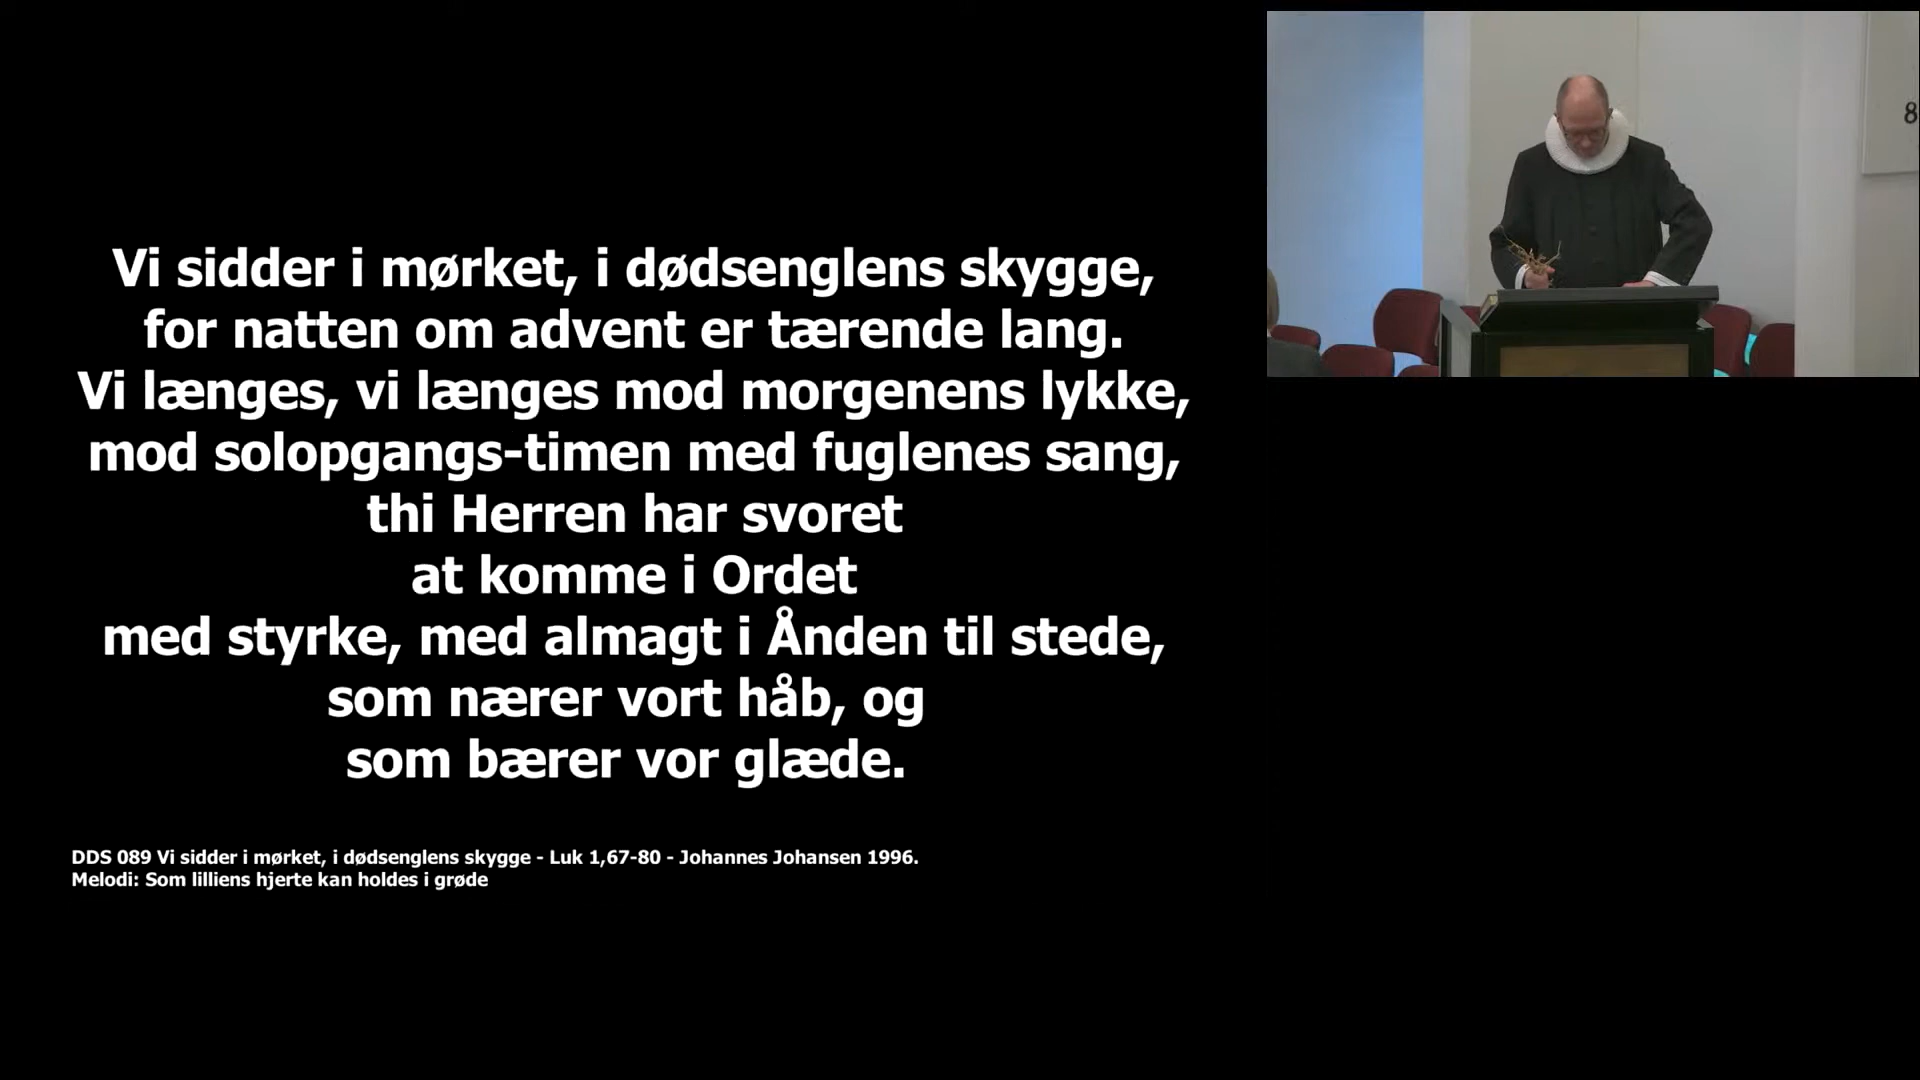 Vi sidder i mørket, i dødsenglens skygge,
for natten om advent er tærende lang.
Vi længes, vi længes mod morgenens lykke,
mod solopgangs-timen med fuglenes sang,
thi Herren har svoret
at komme i Ordet
med styrke, med almagt i Ånden til stede,
som nærer vort håb, og
som bærer vor glæde.
DDS 089 Vi sidder i mørket, i dødsenglens skygge - Luk 1,67-80 - Johannes Johansen 1996.
Melodi: Som lilliens hjerte kan holdes i grøde
8